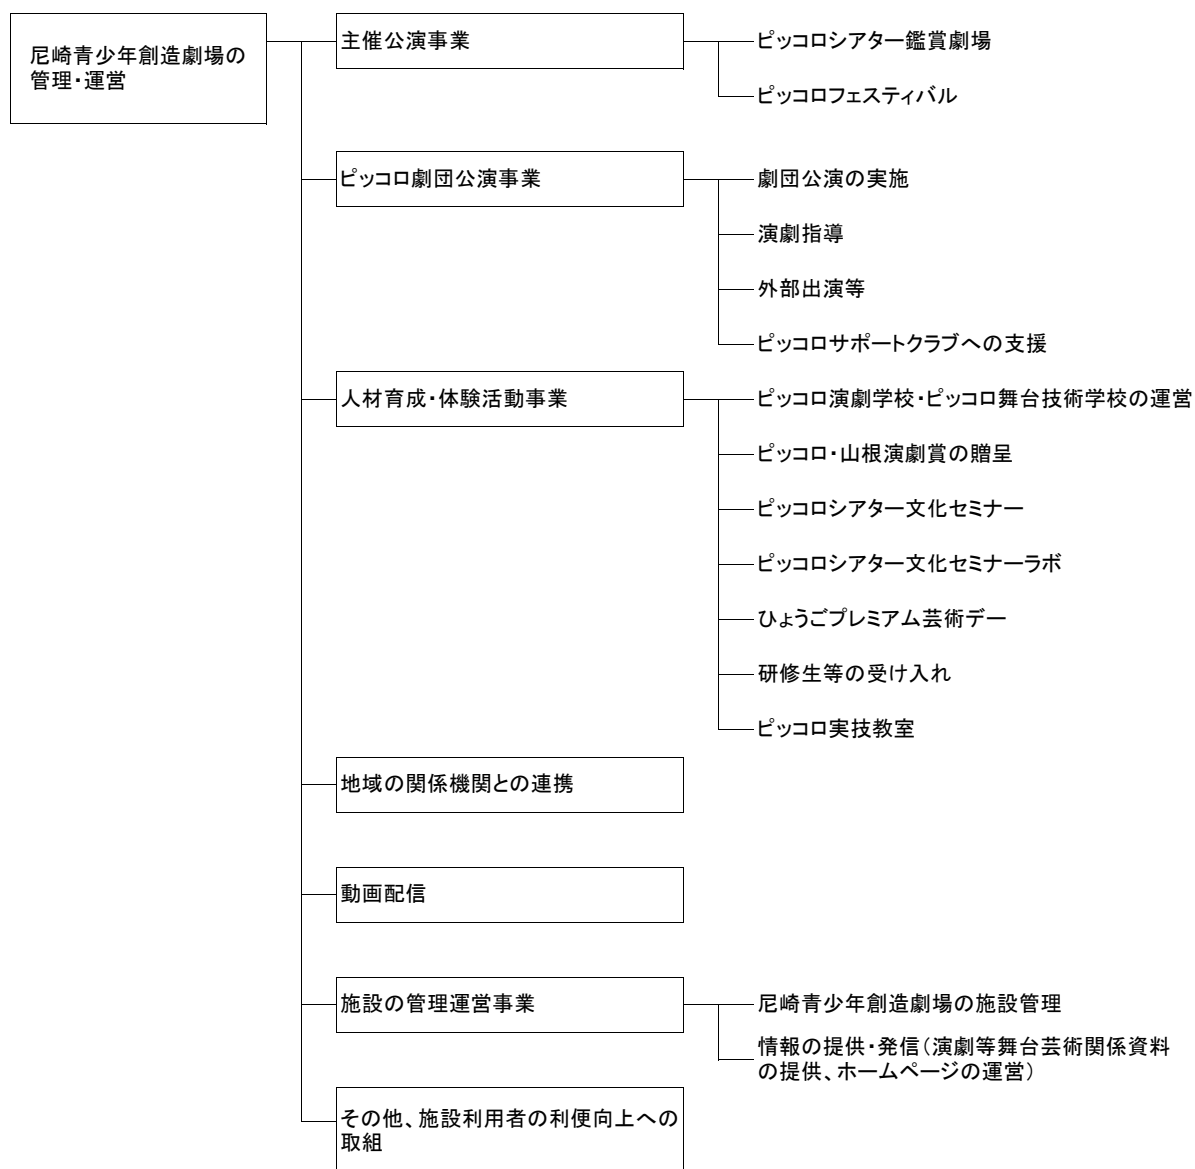 尼崎青少年創造劇場の
管理・運営
主催公演事業
ピッコロシアター鑑賞劇場
ピッコロフェスティバル
ピッコロ劇団公演事業
劇団公演の実施
演劇指導
外部出演等
ピッコロサポートクラブへの支援
人材育成・体験活動事業
ピッコロ演劇学校・ピッコロ舞台技術学校の運営
ピッコロ・山根演劇賞の贈呈
ピッコロシアター文化セミナー
ピッコロシアター文化セミナーラボ
ひょうごプレミアム芸術デー
研修生等の受け入れ
ピッコロ実技教室
地域の関係機関との連携
動画配信
施設の管理運営事業
尼崎青少年創造劇場の施設管理
情報の提供・発信（演劇等舞台芸術関係資料
の提供、ホームページの運営）
その他、施設利用者の利便向上への
取組